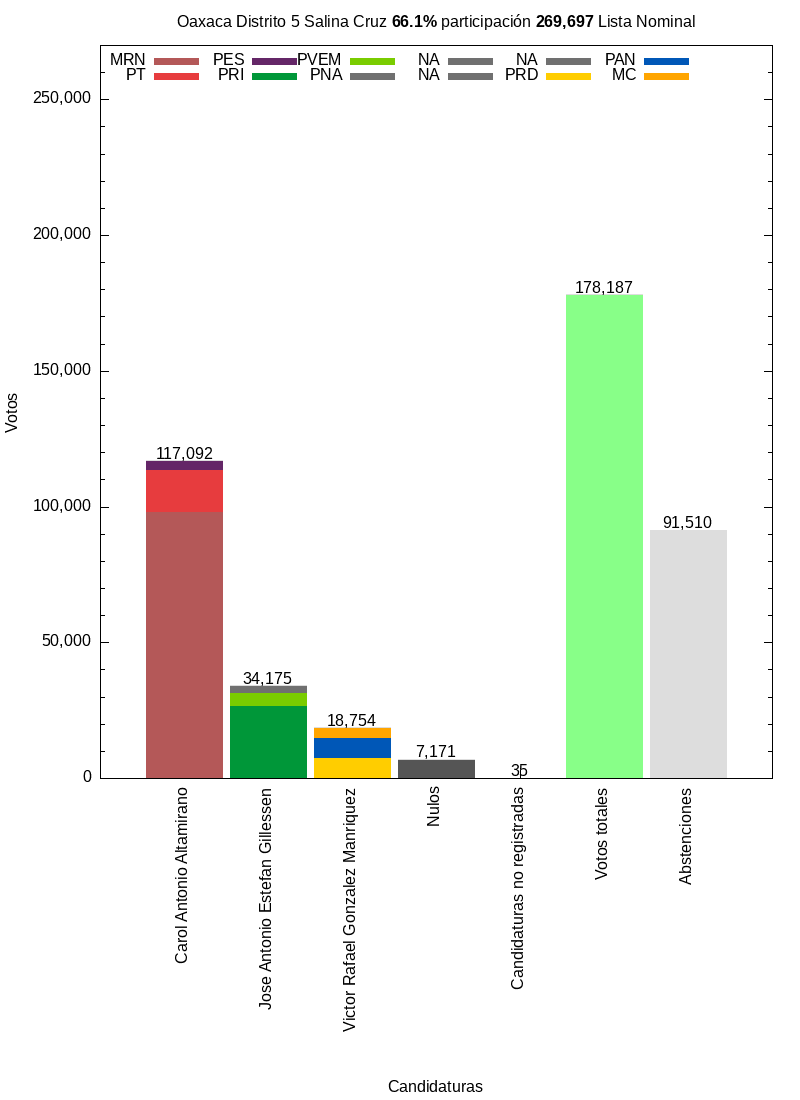 Oaxaca Distrito 5 Salina Cruz 66.1% participación 269,697 Lista Nominal
MRN PES PVEM NA NA PAN
PT PRI PNA NA PRD MC
250,000
200,000
150,000
100,000
50,000
0
Votos
117,092
34,175
18,754
7,171
35
178,187
91,510
Carol Antonio Altamirano
Jose Antonio Estefan Gillessen
Victor Rafael Gonzalez Manriquez
Nulos
Candidaturas no registradas
Votos totales
Abstenciones
Candidaturas